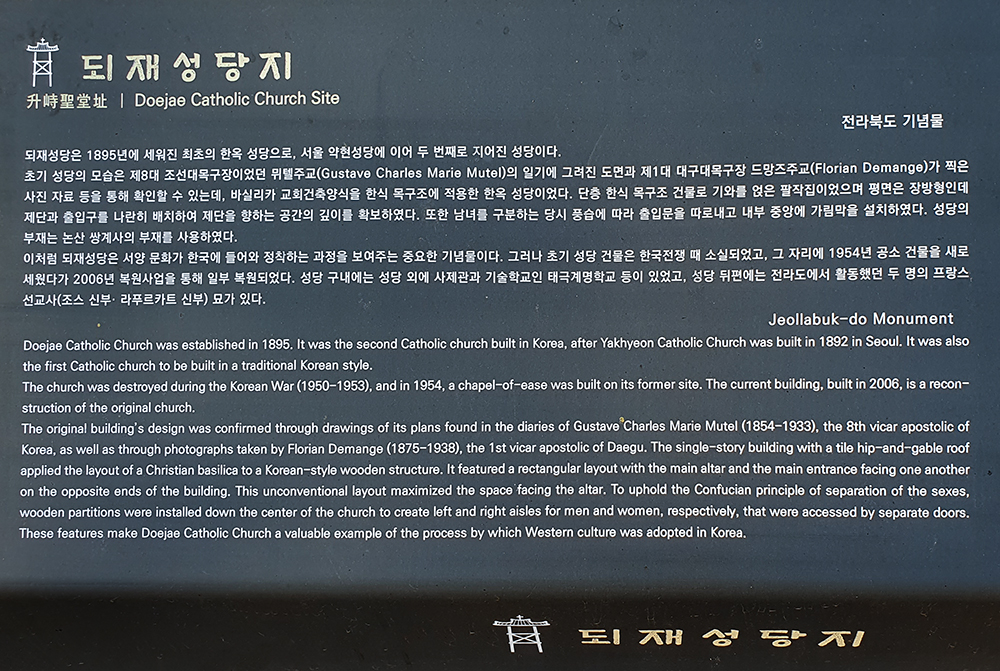 되재성당지
升峙聖堂址 | Doejae Catholic Church Site
전라북도 기념물
되재성당은 1895년에 세워진 최초의 한옥 성당으로, 서울 약현성당에 이어 두 번째로 지어진 성당이다.
초기 성당의 모습은 제8대 조선대목구장이었던 뮈텔주교(Gustave Charles Marie Mutel)의 일기에 그려진 도면과 제1대 대구대목구장 드망즈주교(Florian Demange)가 찍은
사진 자료 등을 통해 확인할 수 있는데, 바실리카 교회건축양식을 한식 목구조에 적용한 한옥 성당이었다. 단층 한식 목구조 건물로 기와를 얹은 팔작집이었으며 평면은 장방형인데
제단과 출입구를 나란히 배치하여 제단을 향하는 공간의 깊이를 확보하였다. 또한 남녀를 구분하는 당시 풍습에 따라 출입문을 따로내고 내부 중앙에 가림막을 설치하였다. 성당의
부재는 논산 쌍계사의 부재를 사용하였다.
이처럼 되재성당은 서양 문화가 한국에 들어와 정착하는 과정을 보여주는 중요한 기념물이다. 그러나 초기 성당 건물은 한국전쟁 때 소실되었고, 그 자리에 1954년 공소 건물을 새로
세웠다가 2006년 복원사업을 통해 일부 복원되었다. 성당 구내에는 성당 외에 사제관과 기술학교인 태극계명학교 등이 있었고, 성당 뒤편에는 전라도에서 활동했던 두 명의 프랑스
선교사(조스 신부· 라푸르카트 신부) 묘가 있다.
Jeollabuk-do Monument
Doejae Catholic Church was established in 1895. It was the second Catholic church built in Korea, after Yakhyeon Catholic Church was built in 1892 in Seoul. It was also
the first Catholic church to be built in a traditional Korean style.
The church was destroyed during the Korean War (1950-1953), and in 1954, a chapel-of-ease was built on its former site. The current building, built in 2006, is a recon-
struction of the original church.
The original building's design was confirmed through drawings of its plans found in the diaries of Gustave Charles Marie Mutel (1854-1933), the 8th vicar apostolic of
Korea, as well as through photographs taken by Florian Demange (1875-1938), the 1st vicar apostolic of Daegu. The single-story building with a tile hip-and-gable roof
applied the layout of a Christian basilica to a Korean-style wooden structure. It featured a rectangular layout with the main altar and the main entrance facing one another
on the opposite ends of the building. This unconventional layout maximized the space facing the altar. To uphold the Confucian principle of separation of the sexes,
wooden partitions were installed down the center of the church to create left and right aisles for men and women, respectively, that were accessed by separate doors.
These features make Doejae Catholic Church a valuable example of the process by which Western culture was adopted in Korea.
되재성당지